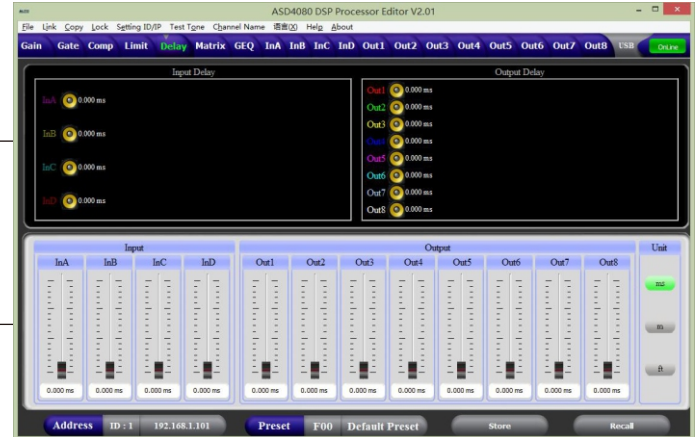 ASD4080 DSP Processor Editor V2.01
File Link Copy Lock Setting ID/IP Test Tone Channel Name 语言(X) Help About
Gain Gate Comp Limit Delay Matrix GEQ InA InB InC InD Out1 Out2 Out3 Out4 Out5 Out6 Out7 Out8 USB OnLine
Input Delay
InA 0.000 ms
InB 0.000 ms
InC 0.000 ms
InD 0.000 ms
Output Delay
Out1 0.000 ms
Out2 0.000 ms
Out3 0.000 ms
Out4 0.000 ms
Out5 0.000 ms
Out6 0.000 ms
Out7 0.000 ms
Out8 0.000 ms
Input Output Unit
InA InB InC InD Out1 Out2 Out3 Out4 Out5 Out6 Out7 Out8
ms
m
ft
0.000 ms 0.000 ms 0.000 ms 0.000 ms 0.000 ms 0.000 ms 0.000 ms 0.000 ms 0.000 ms 0.000 ms 0.000 ms 0.000 ms
Address ID : 1 192.168.1.101 Preset F00 Default Preset Store Recall